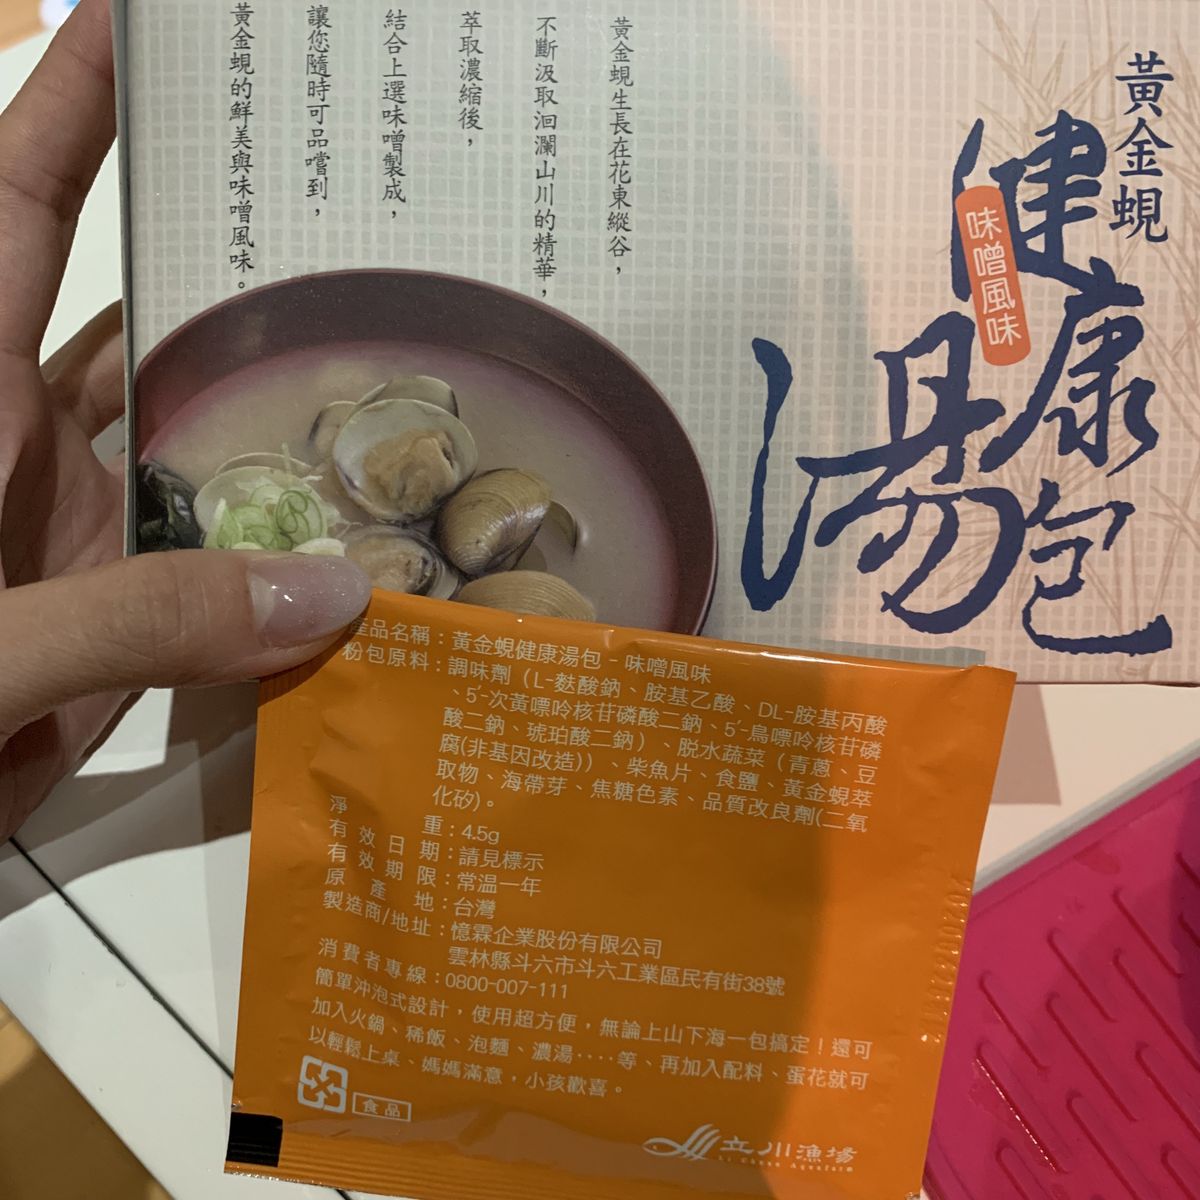 黃金蜆
健康湯包
味噌風味
黃金蜆生長在花東縱谷，
不斷汲取洄瀾山川的精華，
萃取濃縮後，
結合上選味噌製成，
讓您隨時可品嚐到，
黃金蜆的鮮美與味噌風味。
產品名稱：黃金蜆健康湯包-味噌風味
粉包原料：調味劑（L-麩酸鈉、胺基乙酸、DL-胺基丙酸
、5'-次黃嘌呤核苷磷酸二鈉、5'-鳥嘌呤核苷磷
酸二鈉、琥珀酸二鈉）、脱水蔬菜（青蔥、豆
腐(非基因改造)）、柴魚片、食鹽、黃金蜆萃
取物、海帶芽、焦糖色素、品質改良劑(二氧
化矽)。
淨重：4.5g
有效日期：請見標示
有效期限：常溫一年
原產地：台灣
製造商/地址：憶霖企業股份有限公司
雲林縣斗六市斗六工業區民有街38號
消費者專線：0800-007-111
簡單沖泡式設計，使用超方便，無論上山下海一包搞定！還可
加入火鍋、稀飯、泡麵、濃湯‥‥等、再加入配料、蛋花就可
以輕鬆上桌、媽媽滿意，小孩歡喜。
食品
立川漁場
Li Chuan Aquafarm